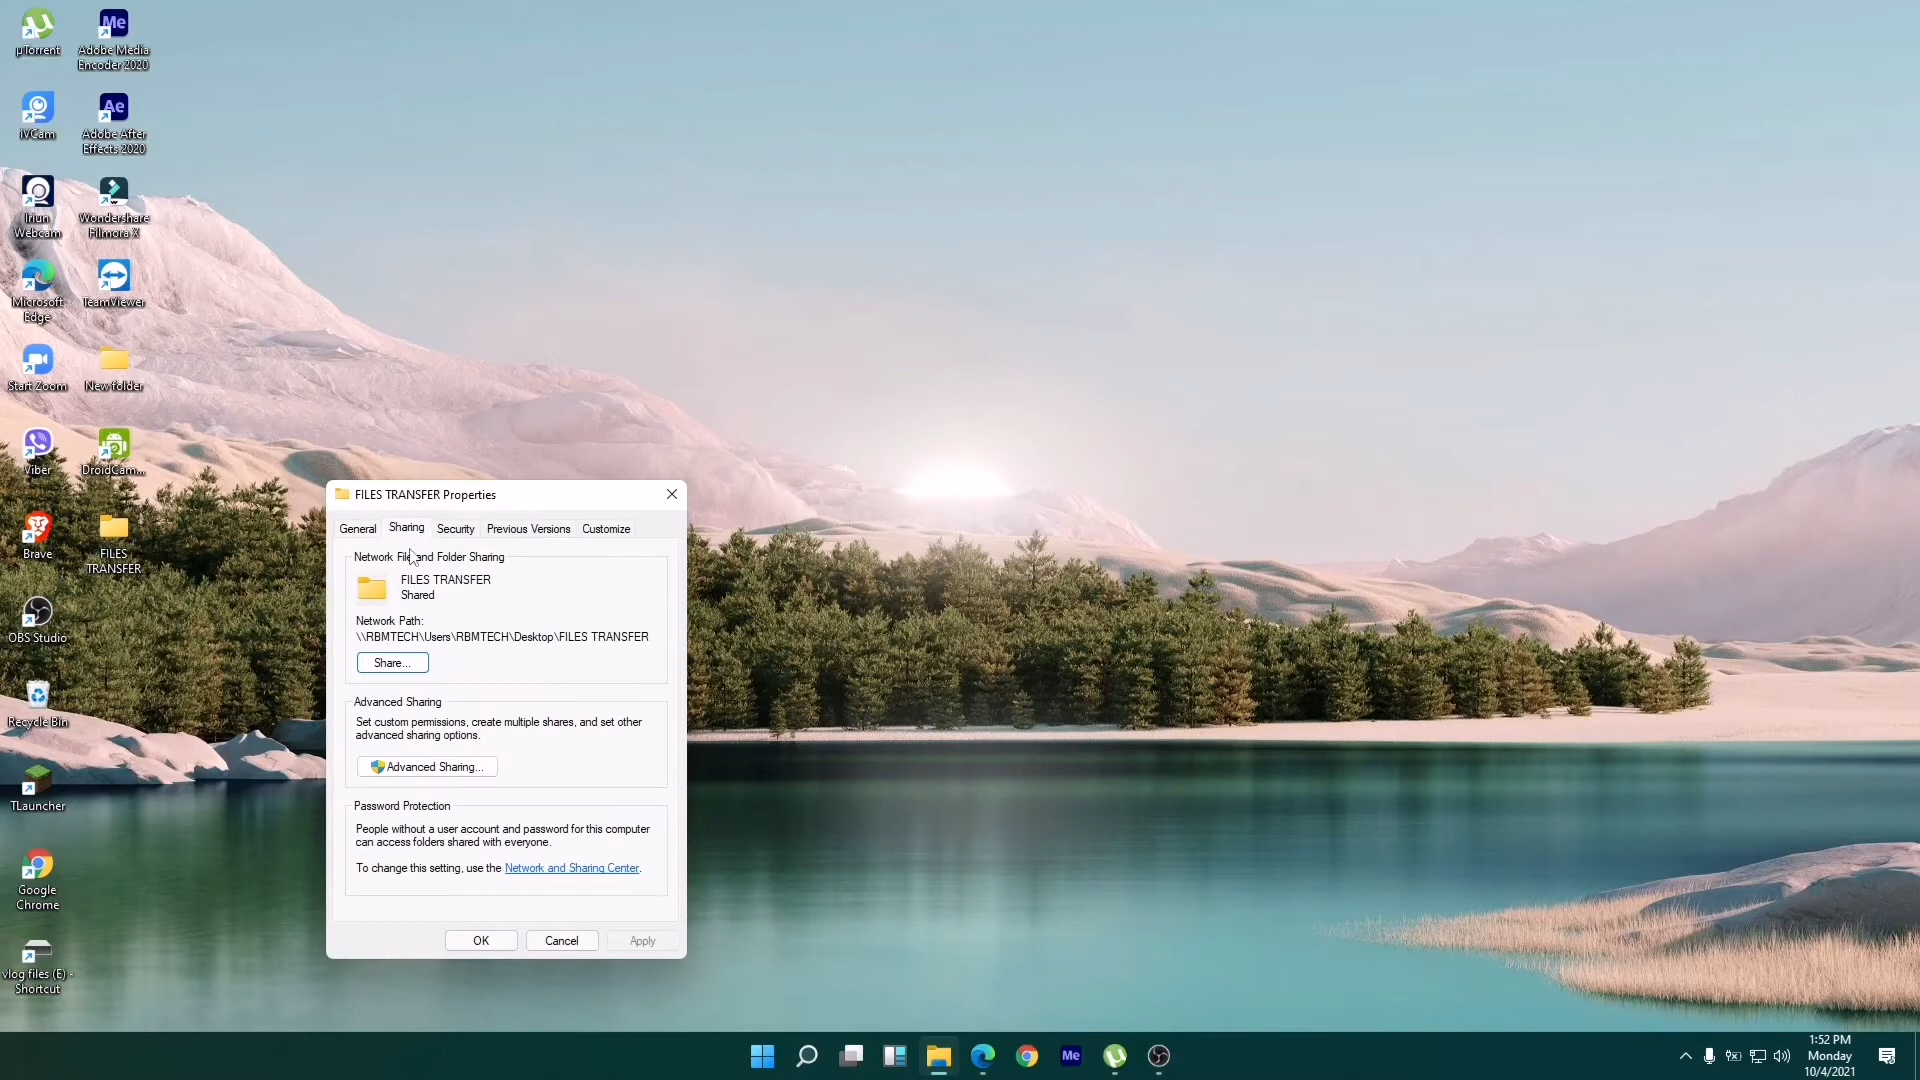 µTorrent
Adobe Media
Encoder 2020
iVCam
Adobe After
Effects 2020
Iriun
Webcam
Wondershare
Filmora X
Microsoft
Edge
TeamViewer
Start Zoom
New folder
Viber
DroidCam...
Brave
FILES
TRANSFER
OBS Studio
Recycle Bin
TLauncher
Google
Chrome
vlog files (E) -
Shortcut
Me
Ae
FILES TRANSFER Properties
General Sharing Security Previous Versions Customize
Network File and Folder Sharing
FILES TRANSFER
Shared
Network Path:
\\RBMTECH\Users\RBMTECH\Desktop\FILES TRANSFER
Share...
Advanced Sharing
Set custom permissions, create multiple shares, and set other
advanced sharing options.
Advanced Sharing...
Password Protection
People without a user account and password for this computer
can access folders shared with everyone.
To change this setting, use the Network and Sharing Center.
OK Cancel Apply
Me
1:52 PM
Monday
10/4/2021